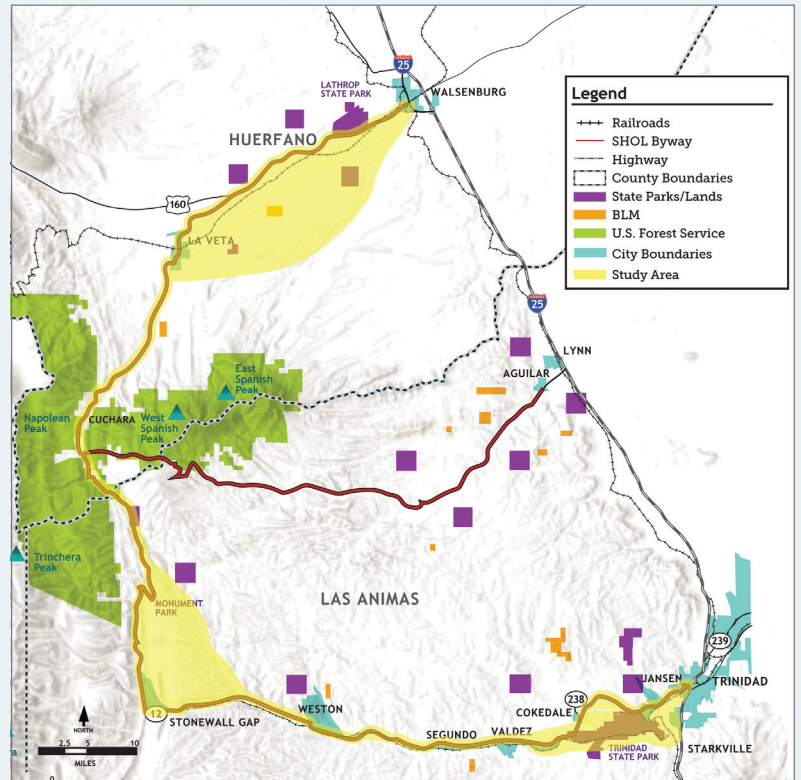 25
WALSENBURG
LATHROP
STATE PARK
HUERFANO
160
LA VETA
Legend
Railroads
SHOL Byway
Highway
County Boundaries
State Parks/Lands
BLM
U.S. Forest Service
City Boundaries
Study Area
25
LYNN
AGUILAR
East
Spanish
Peak
Napolean
Peak
CUCHARA
West
Spanish
Peak
Trinchera
Peak
MONUMENT
PARK
LAS ANIMAS
239
JANSEN
TRINIDAD
238
COKEDALE
WESTON
12
STONEWALL GAP
SEGUNDO
VALDEZ
STARKVILLE
TRINIDAD
STATE PARK
NORTH
2.5 5 10
MILES
0